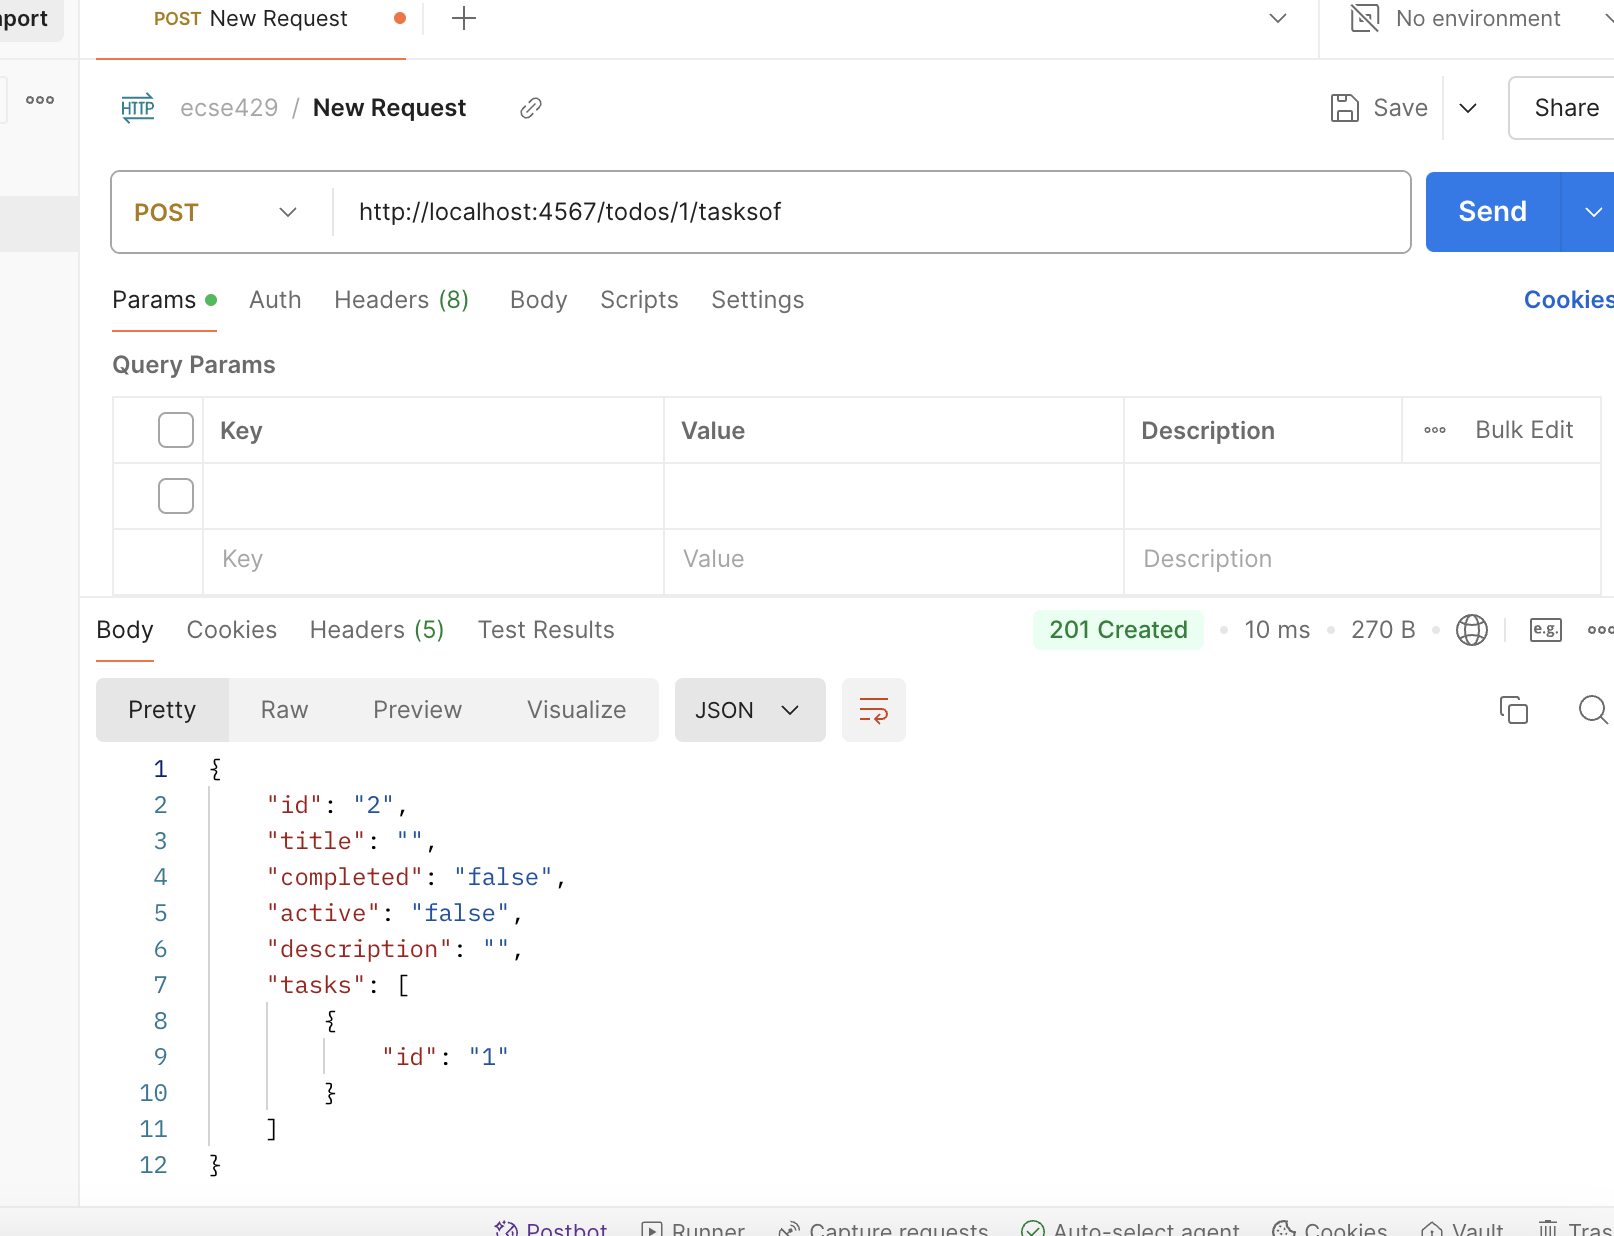 port
POST New Request
No environment
HTTP ecse429 / New Request
Save
Share
POST
http://localhost:4567/todos/1/tasksof
Send
Params
Auth
Headers (8)
Body
Scripts
Settings
Cookies
Query Params
Key
Value
Description
Bulk Edit
Key
Value
Description
Body
Cookies
Headers (5)
Test Results
201 Created
10 ms
270 B
e.g.
Pretty
Raw
Preview
Visualize
JSON
1 {
2 "id": "2",
3 "title": "",
4 "completed": "false",
5 "active": "false",
6 "description": "",
7 "tasks": [
8 {
9 "id": "1"
10 }
11 ]
12 }
Postbot
Runner
Capture requests
Auto-select agent
Cookies
Vault
Tras